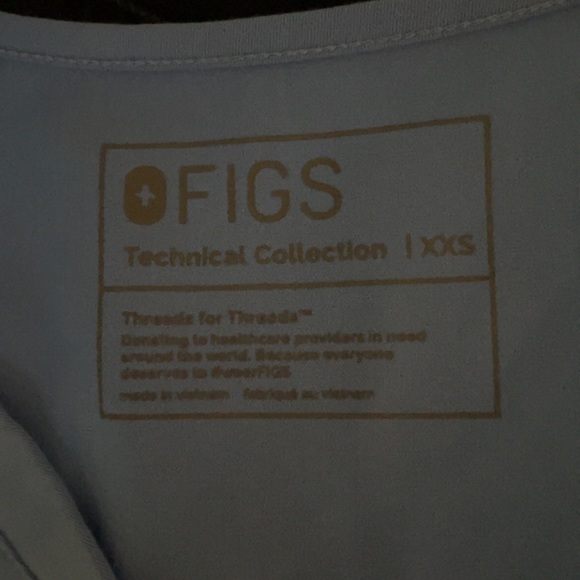 FIGS
Technical Collection | XXS
Threads for Threads™
Donating to healthcare providers in need
around the world. Because everyone
deserves to #wearFIGS
made in vietnam fabriqué au vietnam